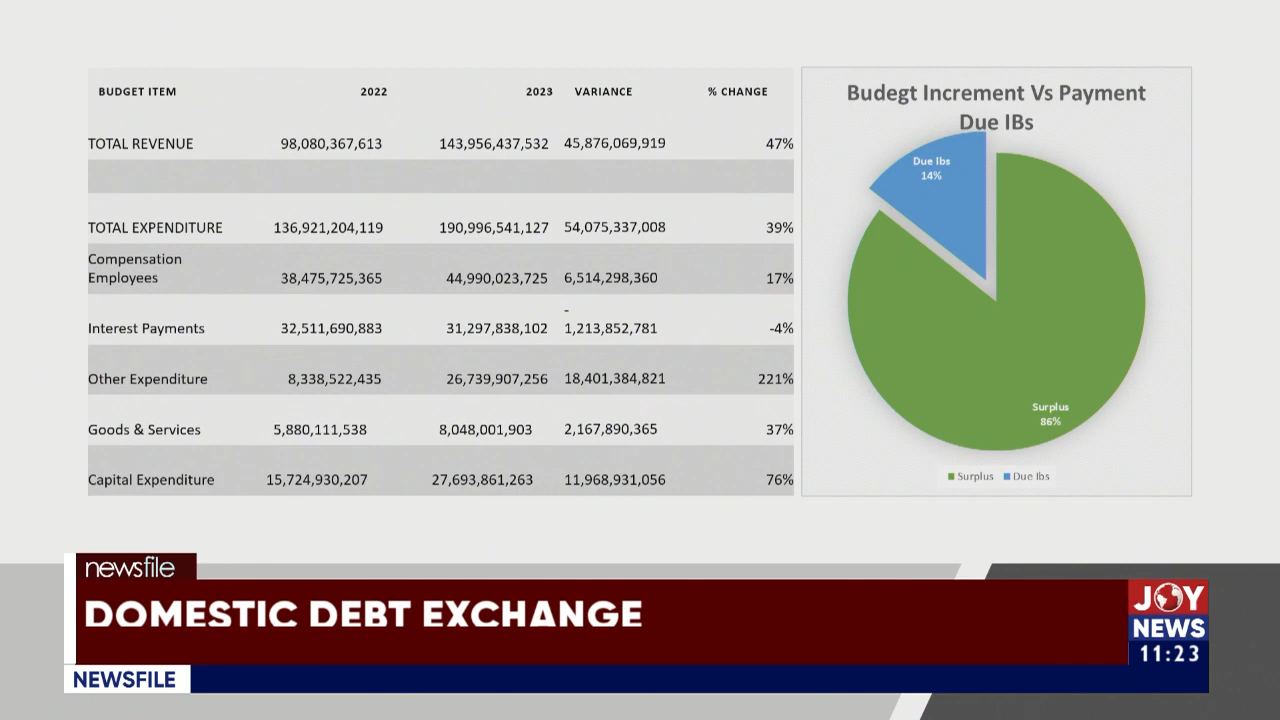 BUDGET ITEM 2022 2023 VARIANCE % CHANGE
TOTAL REVENUE 98,080,367,613 143,956,437,532 45,876,069,919 47%
TOTAL EXPENDITURE 136,921,204,119 190,996,541,127 54,075,337,008 39%
Compensation
Employees 38,475,725,365 44,990,023,725 6,514,298,360 17%
-
Interest Payments 32,511,690,883 31,297,838,102 1,213,852,781 -4%
Other Expenditure 8,338,522,435 26,739,907,256 18,401,384,821 221%
Goods & Services 5,880,111,538 8,048,001,903 2,167,890,365 37%
Capital Expenditure 15,724,930,207 27,693,861,263 11,968,931,056 76%
Budegt Increment Vs Payment
Due IBs
Due Ibs
14%
Surplus
86%
Surplus Due Ibs
newsfile
DOMESTIC DEBT EXCHANGE
JOY
NEWS
11:23
NEWSFILE